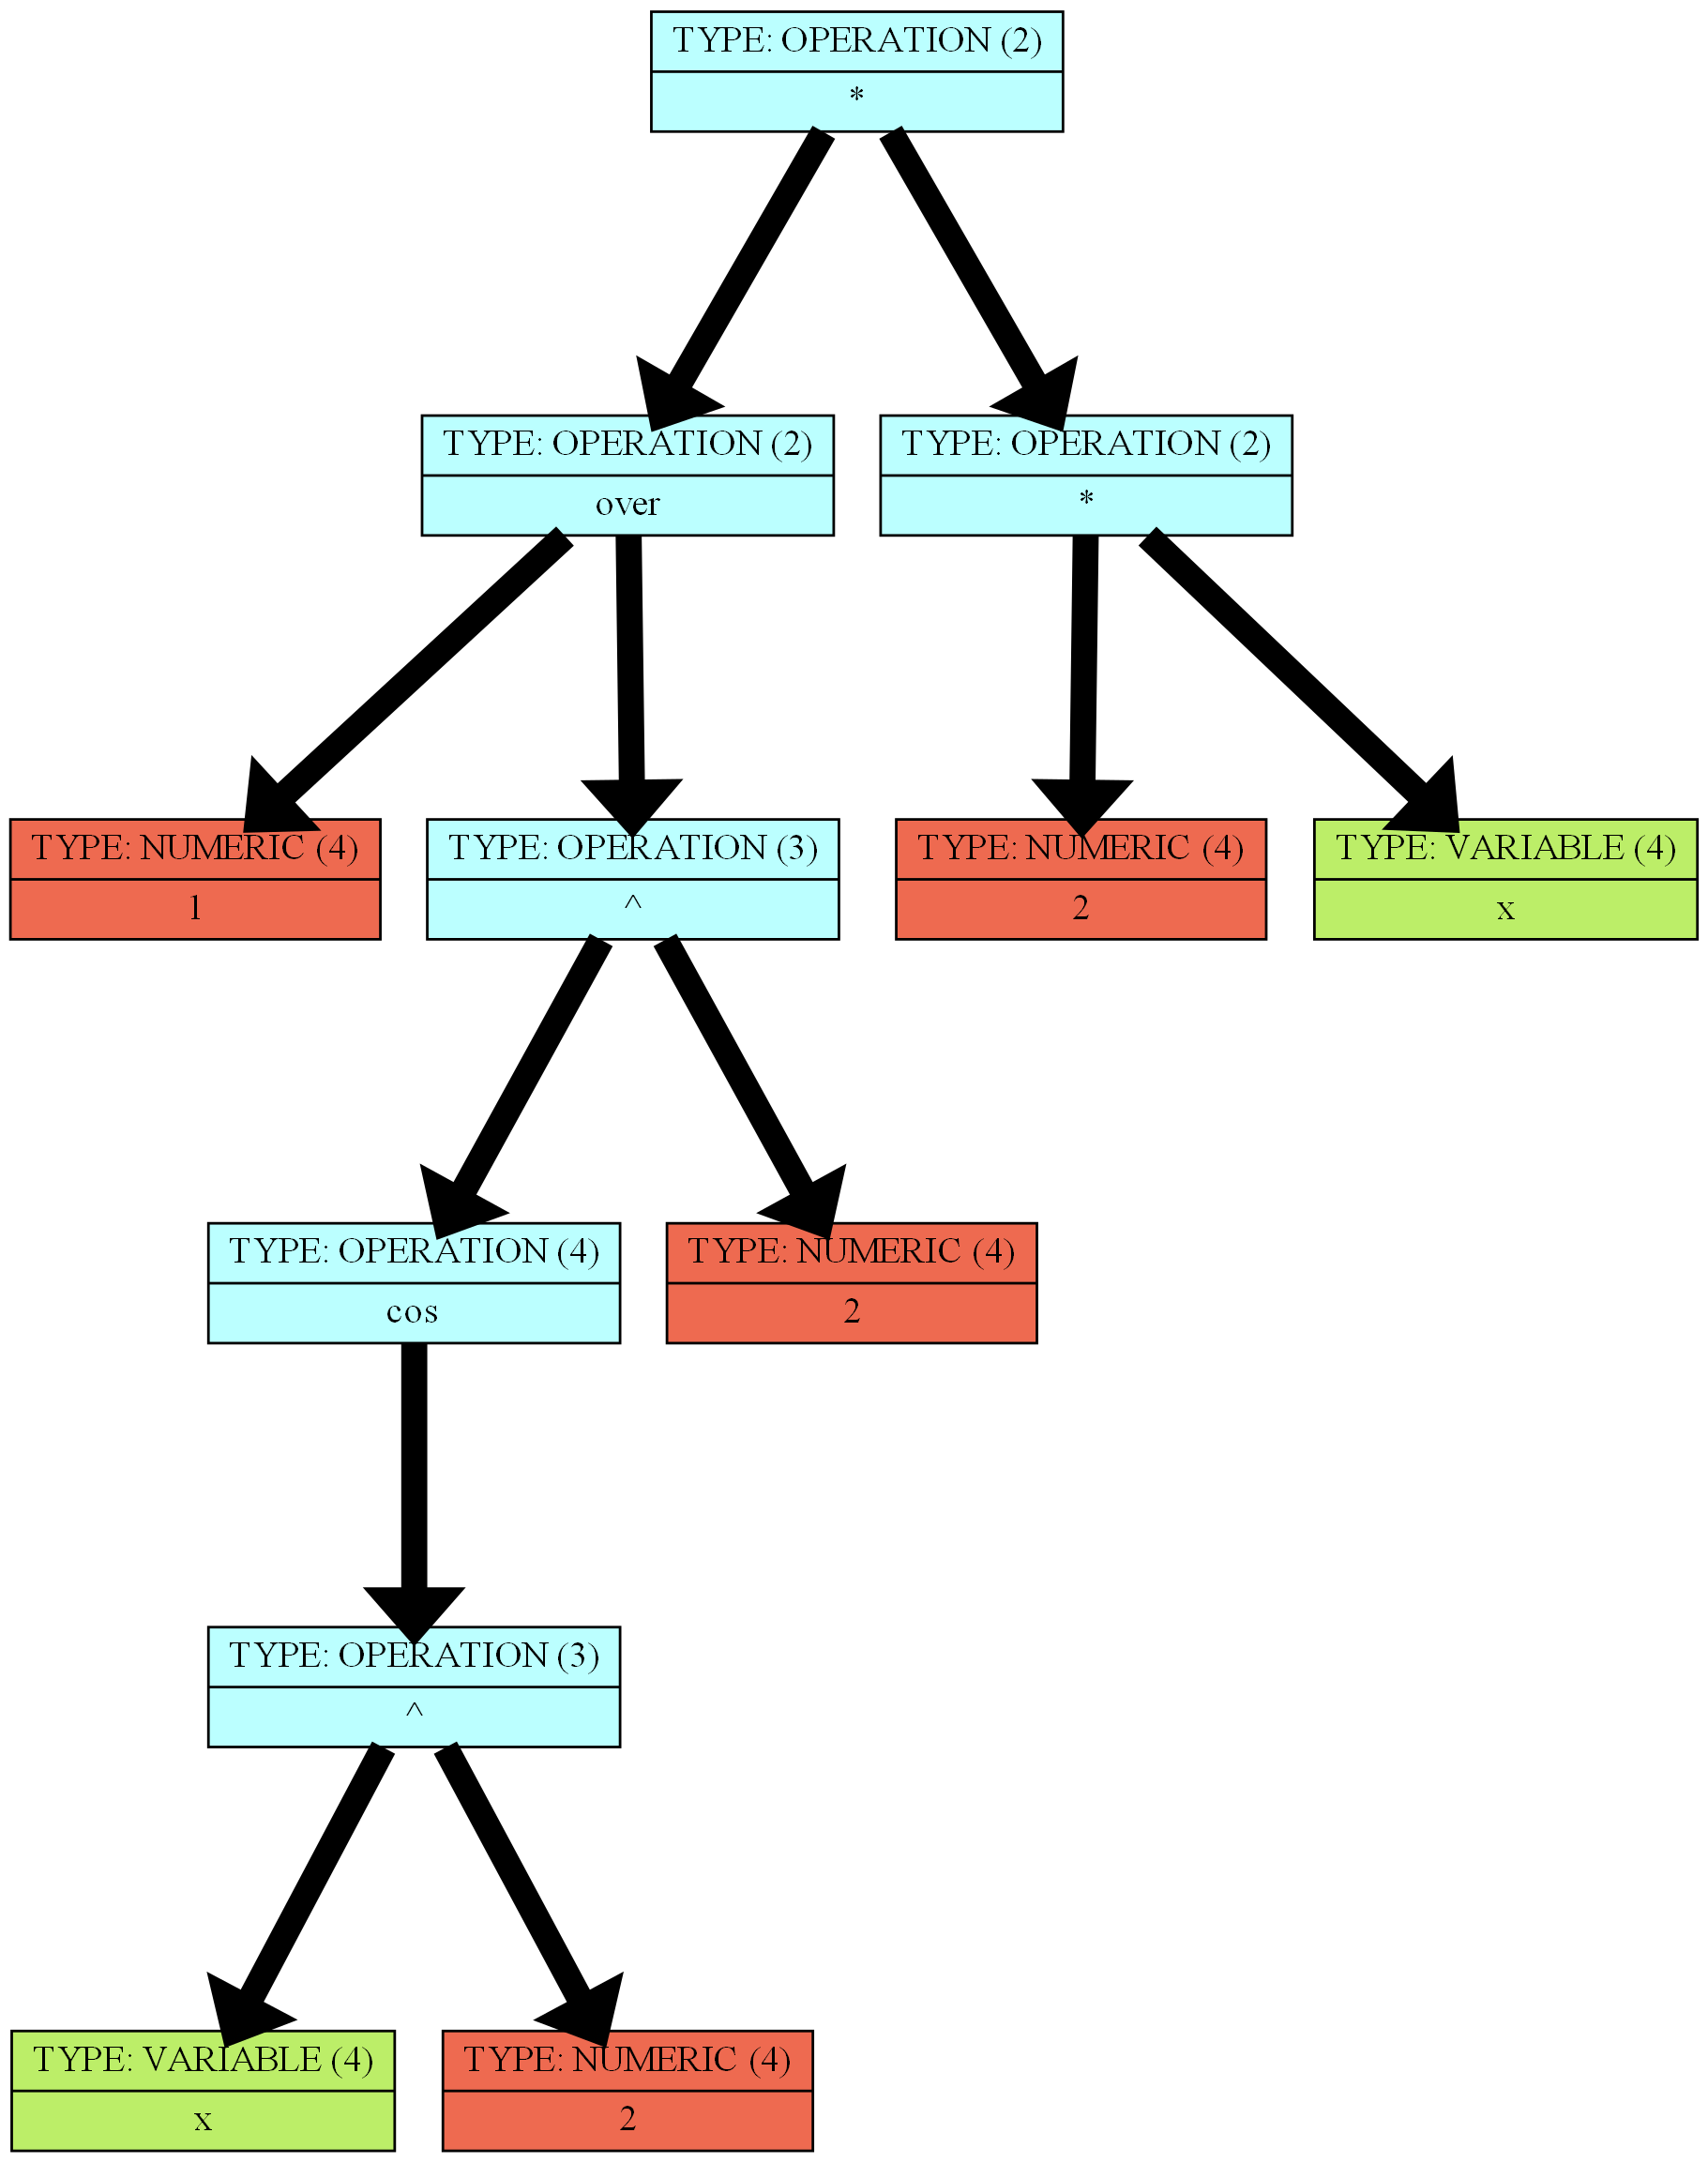 TYPE: OPERATION (2)
*
TYPE: OPERATION (2)
over
TYPE: OPERATION (2)
*
TYPE: NUMERIC (4)
1
TYPE: OPERATION (3)
^
TYPE: NUMERIC (4)
2
TYPE: VARIABLE (4)
x
TYPE: OPERATION (4)
cos
TYPE: NUMERIC (4)
2
TYPE: OPERATION (3)
^
TYPE: VARIABLE (4)
x
TYPE: NUMERIC (4)
2